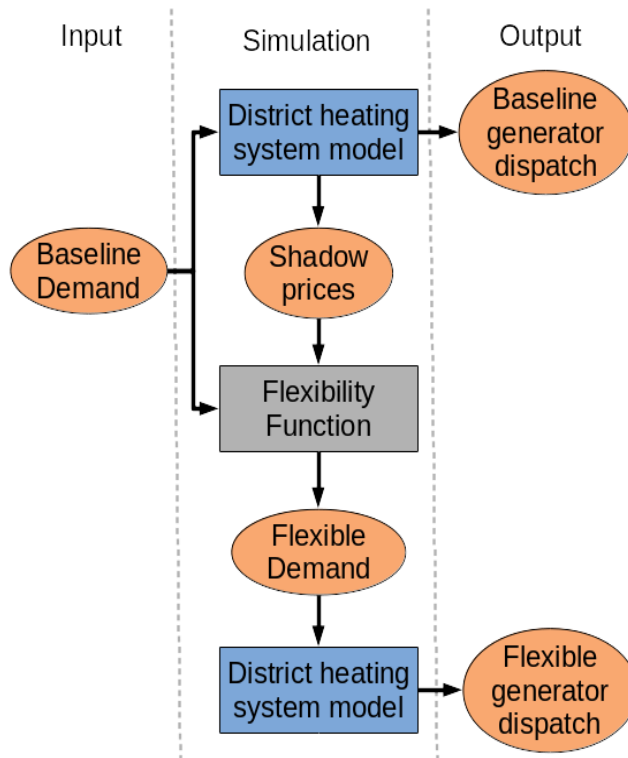 Input
Simulation
Output
District heating
system model
Baseline
generator
dispatch
Baseline
Demand
Shadow
prices
Flexibility
Function
Flexible
Demand
District heating
system model
Flexible
generator
dispatch